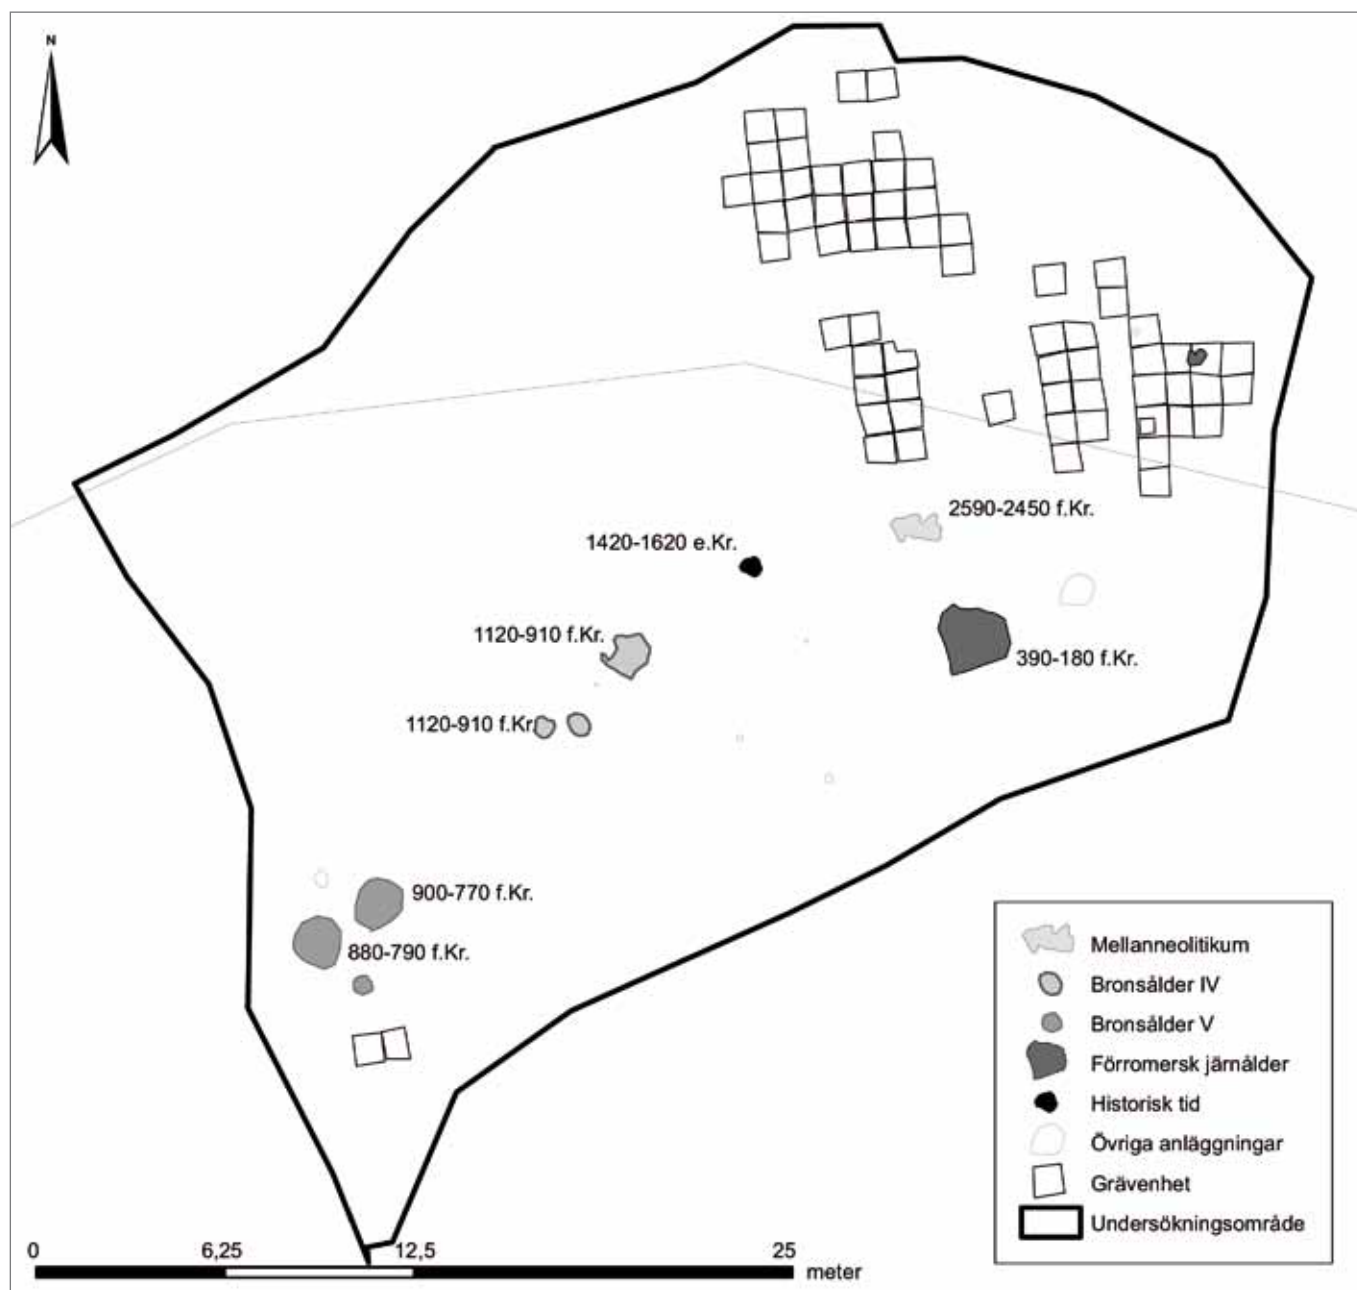 N
2590-2450 f.Kr.
1420-1620 e.Kr.
1120-910 f.Kr.
390-180 f.Kr.
1120-910 f.Kr.
900-770 f.Kr.
880-790 f.Kr.
Mellanneolitikum
Bronsålder IV
Bronsålder V
Förromersk järnålder
Historisk tid
Övriga anläggningar
Grävenhet
Undersökningsområde
0 6,25 12,5 25
meter